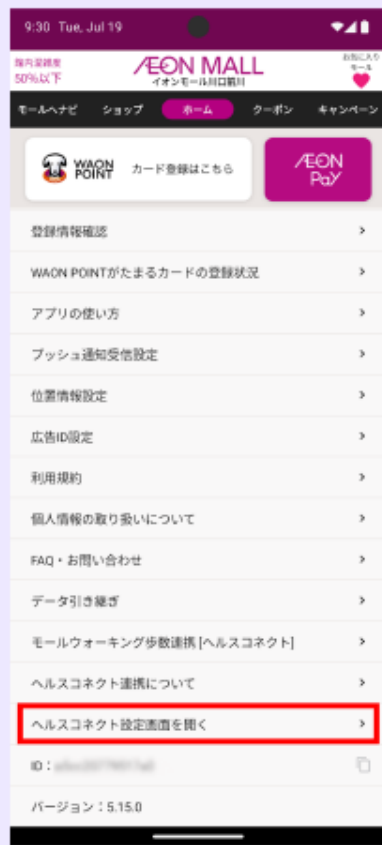 9:30 Tue, Jul 19
館内混雑度
50%以下
ÆON MALL
イオンモール川口前川
お気に入り
モール
モールへナビ ショップ ホーム クーポン キャンペーン
WAON POINT カード登録はこちら
ÆON Pay
登録情報確認
WAON POINTがたまるカードの登録状況
アプリの使い方
プッシュ通知受信設定
位置情報設定
広告ID設定
利用規約
個人情報の取り扱いについて
FAQ・お問い合わせ
データ引き継ぎ
モールウォーキング歩数連携 [ヘルスコネクト]
ヘルスコネクト連携について
ヘルスコネクト設定画面を開く
ID：
バージョン：5.15.0